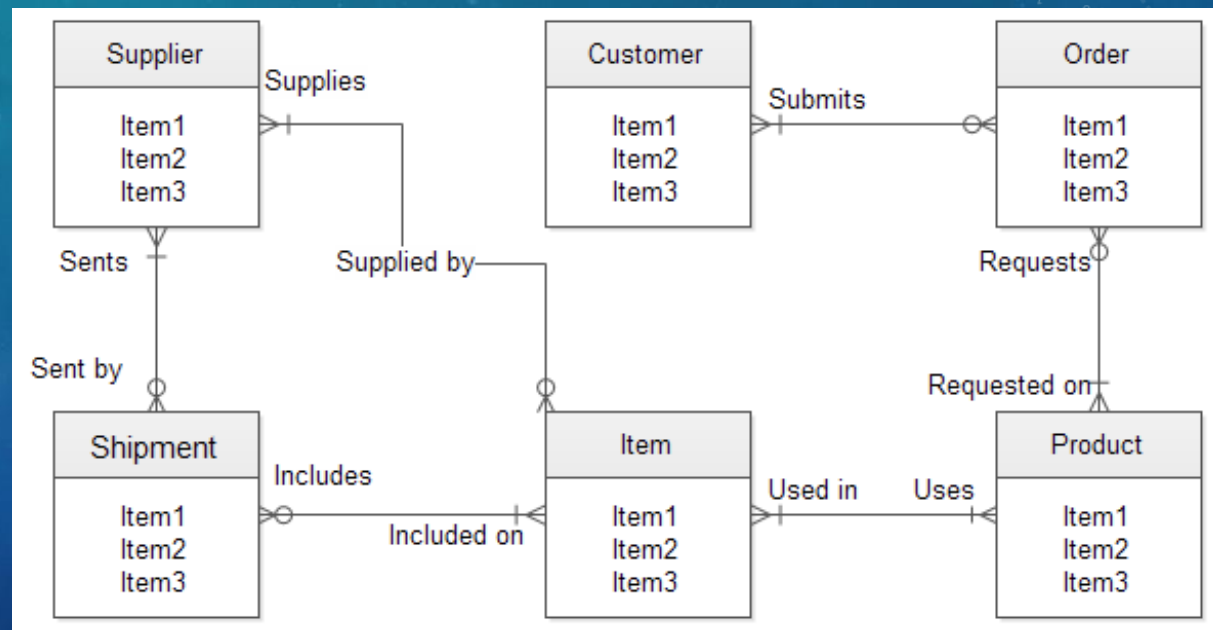 Supplier
Item1
Item2
Item3
Supplies
Customer
Item1
Item2
Item3
Submits
Order
Item1
Item2
Item3
Sents
Supplied by
Requests
Sent by
Requested on
Shipment
Item1
Item2
Item3
Includes
Included on
Item
Item1
Item2
Item3
Used in
Uses
Product
Item1
Item2
Item3